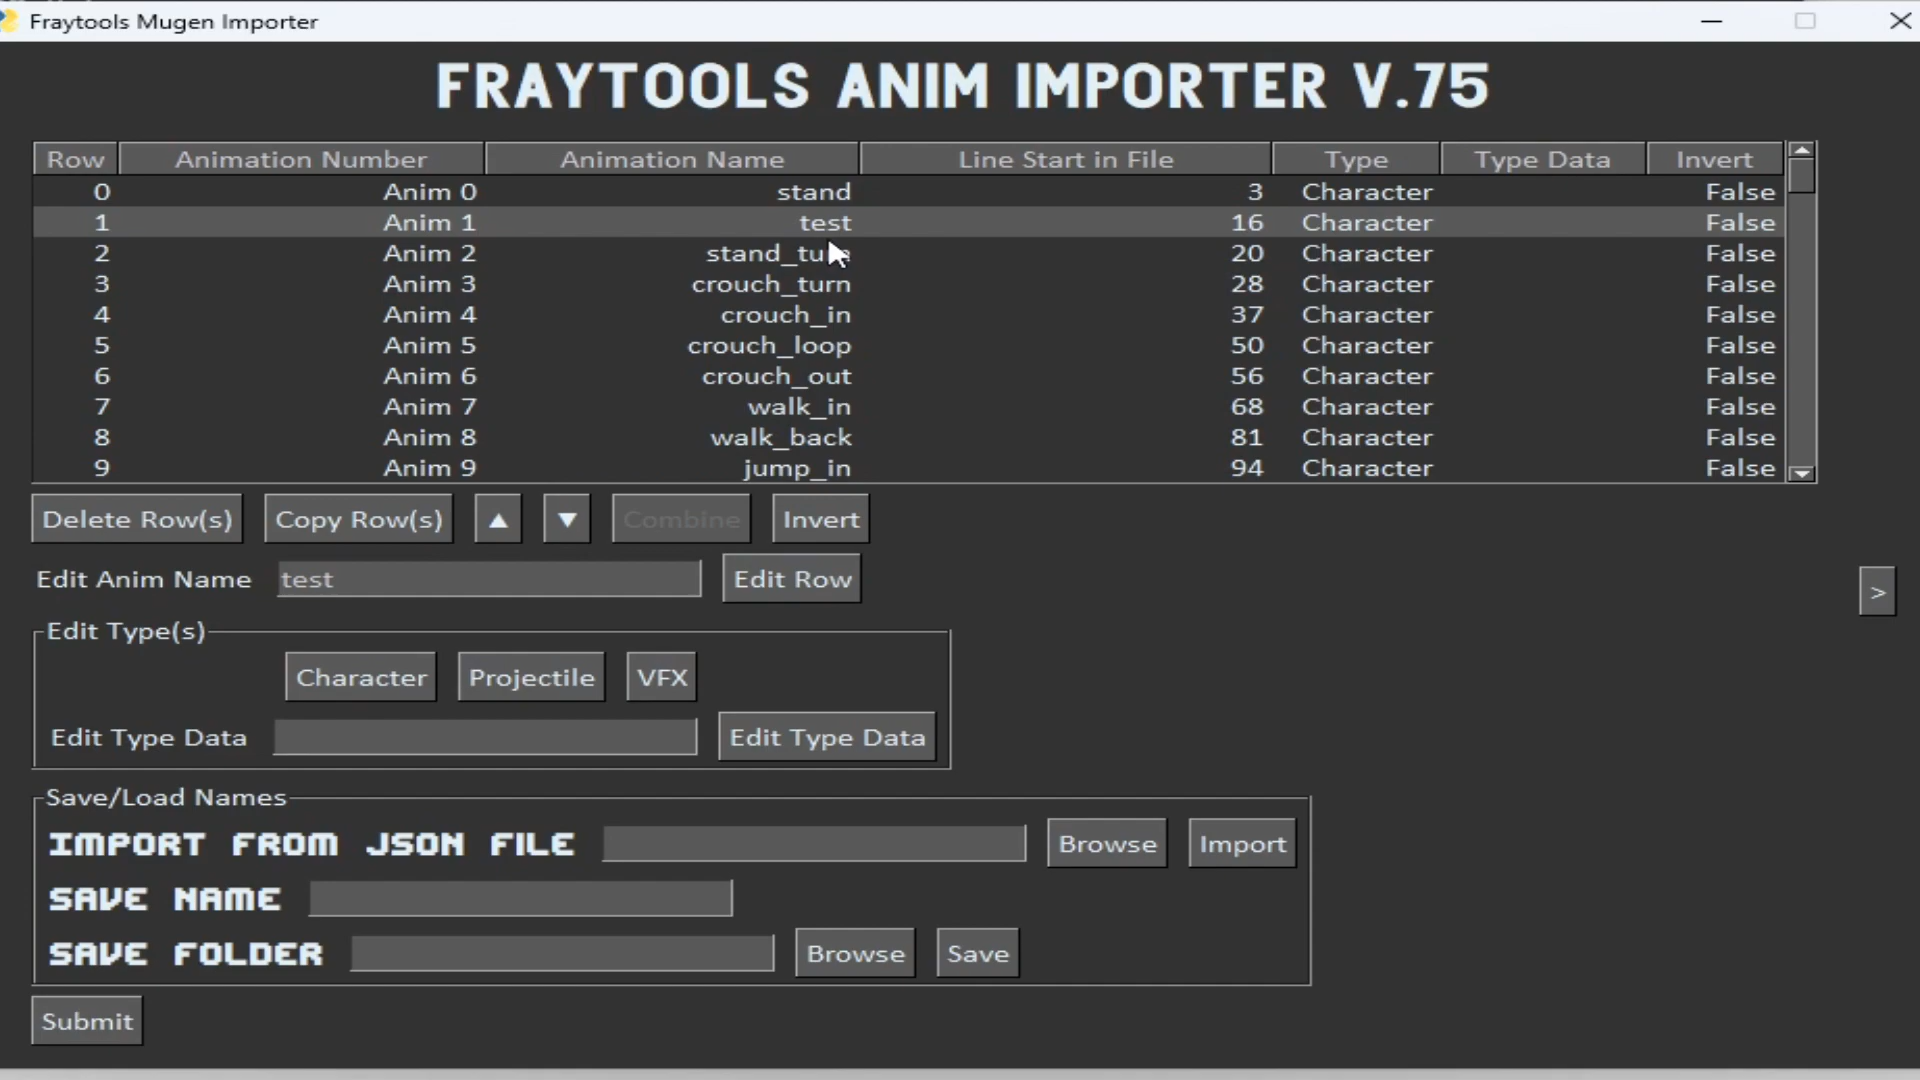 Fraytools Mugen Importer
FRAYTOOLS ANIM IMPORTER V.75
Row Animation Number Animation Name Line Start in File Type Type Data Invert
0 Anim 0 stand 3 Character False
1 Anim 1 test 16 Character False
2 Anim 2 stand_turn 20 Character False
3 Anim 3 crouch_turn 28 Character False
4 Anim 4 crouch_in 37 Character False
5 Anim 5 crouch_loop 50 Character False
6 Anim 6 crouch_out 56 Character False
7 Anim 7 walk_in 68 Character False
8 Anim 8 walk_back 81 Character False
9 Anim 9 jump_in 94 Character False
Delete Row(s) Copy Row(s) ▲ ▼ Combine Invert
Edit Anim Name test Edit Row
>
Edit Type(s)
Character Projectile VFX
Edit Type Data Edit Type Data
Save/Load Names
IMPORT FROM JSON FILE Browse Import
SAVE NAME
SAVE FOLDER Browse Save
Submit